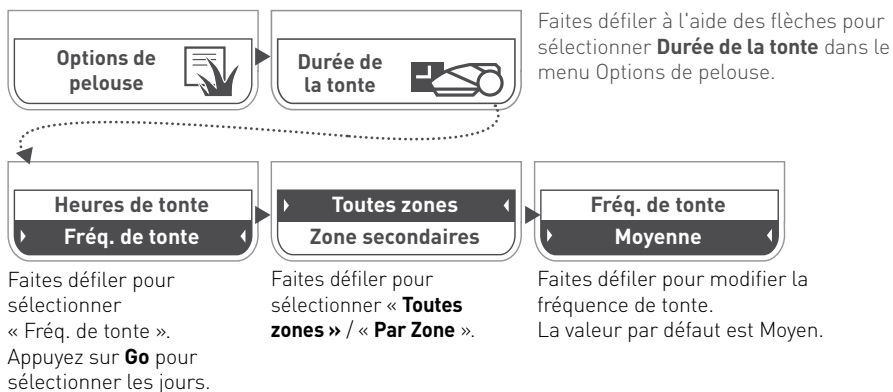 Options de
pelouse
Durée de
la tonte
Faites défiler à l'aide des flèches pour
sélectionner Durée de la tonte dans le
menu Options de pelouse.
Heures de tonte
Fréq. de tonte
Toutes zones
Zone secondaires
Fréq. de tonte
Moyenne
Faites défiler pour
sélectionner
« Fréq. de tonte ».
Appuyez sur Go pour
sélectionner les jours.
Faites défiler pour
sélectionner « Toutes
zones » / « Par Zone ».
Faites défiler pour modifier la
fréquence de tonte.
La valeur par défaut est Moyen.